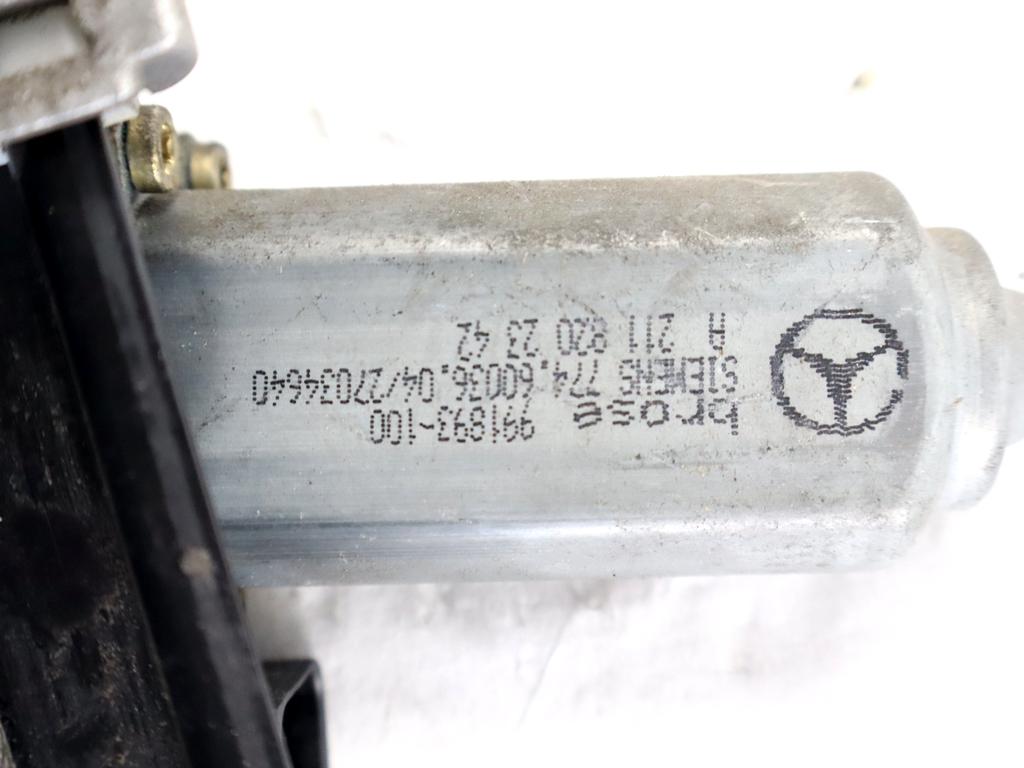 brose 991893-100
SIEMENS 774.60036.04/27034640
A 211 820 23 42